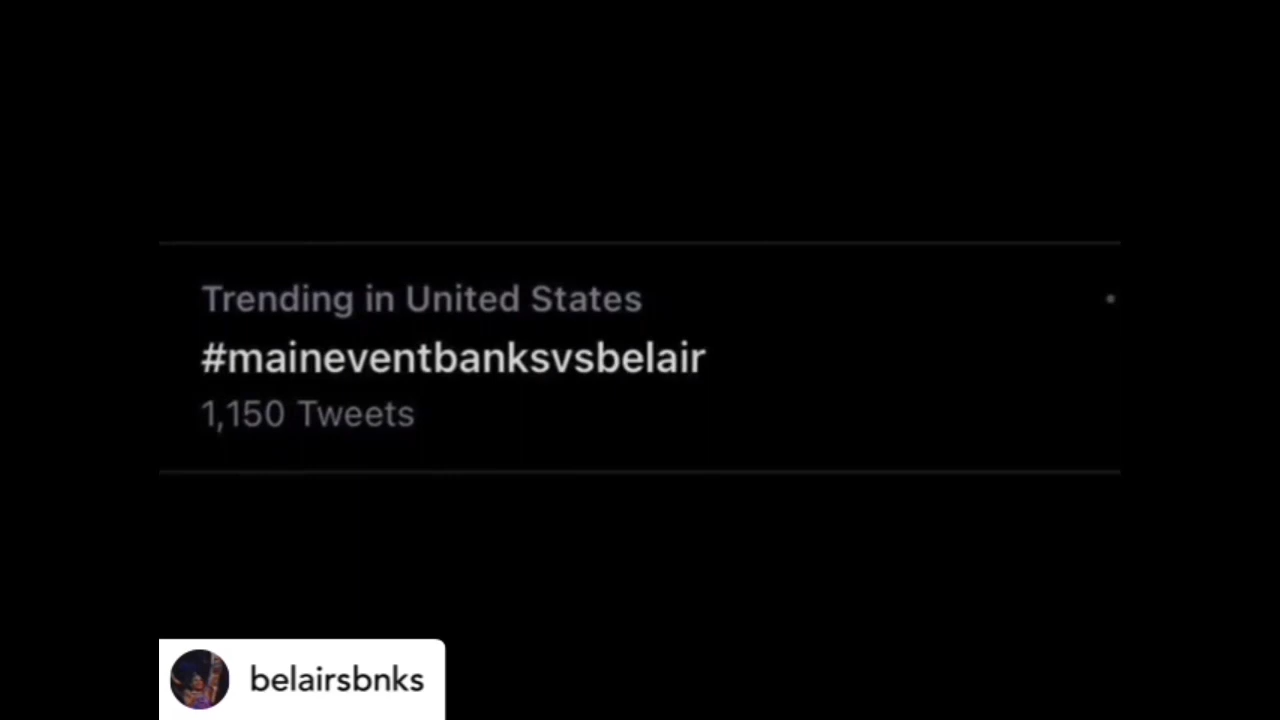 Trending in United States
#maineventbanksvsbelair
1,150 Tweets
belairsbnks